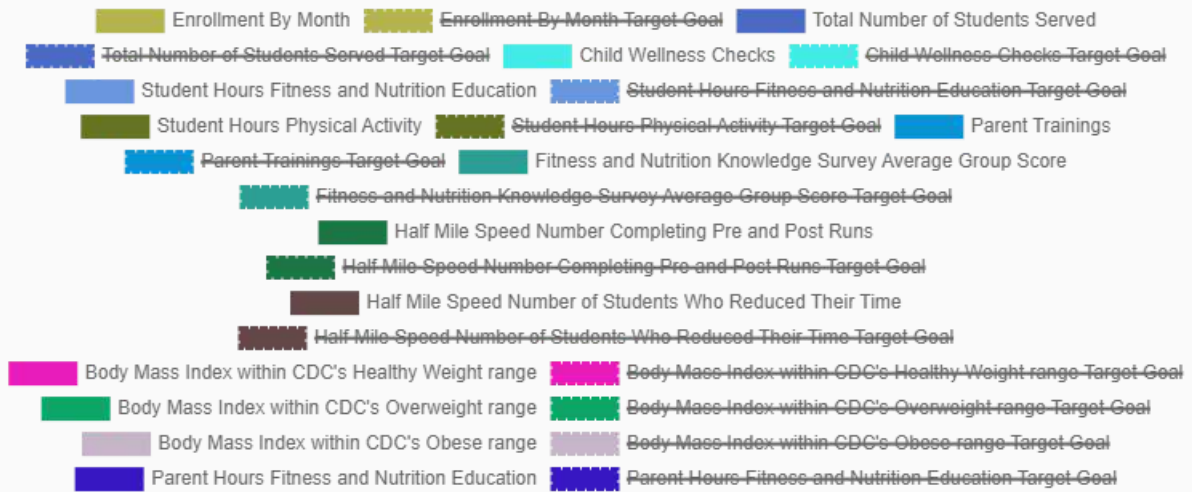 Enrollment By Month Enrollment By Month Target Goal Total Number of Students Served
Total Number of Students Served Target Goal Child Wellness Checks Child Wellness Checks Target Goal
Student Hours Fitness and Nutrition Education Student Hours Fitness and Nutrition Education Target Goal
Student Hours Physical Activity Student Hours Physical Activity Target Goal Parent Trainings
Parent Trainings Target Goal Fitness and Nutrition Knowledge Survey Average Group Score
Fitness and Nutrition Knowledge Survey Average Group Score Target Goal
Half Mile Speed Number Completing Pre and Post Runs
Half Mile Speed Number Completing Pre and Post Runs Target Goal
Half Mile Speed Number of Students Who Reduced Their Time
Half Mile Speed Number of Students Who Reduced Their Time Target Goal
Body Mass Index within CDC's Healthy Weight range Body Mass Index within CDC's Healthy Weight range Target Goal
Body Mass Index within CDC's Overweight range Body Mass Index within CDC's Overweight range Target Goal
Body Mass Index within CDC's Obese range Body Mass Index within CDC's Obese range Target Goal
Parent Hours Fitness and Nutrition Education Parent Hours Fitness and Nutrition Education Target Goal